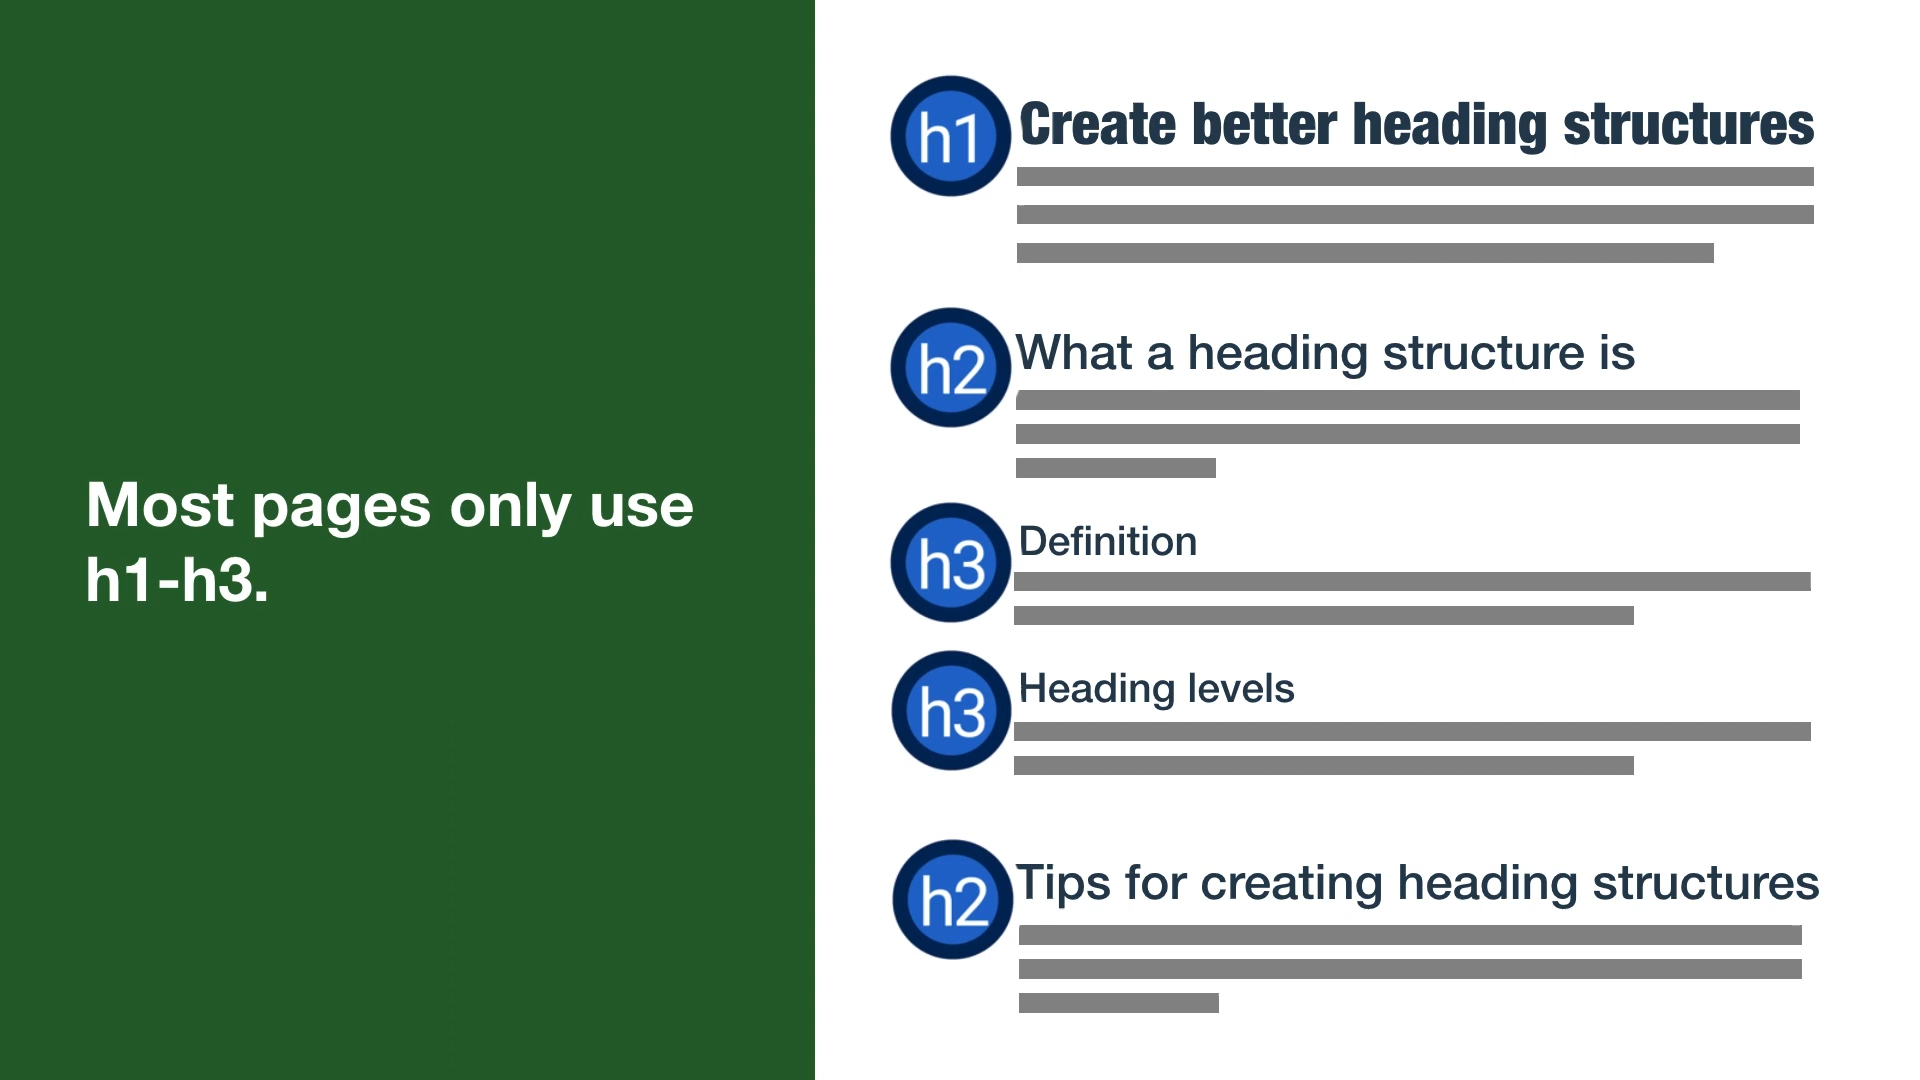 Most pages only use
h1-h3.
h1 Create better heading structures
h2 What a heading structure is
h3 Definition
h3 Heading levels
h2 Tips for creating heading structures